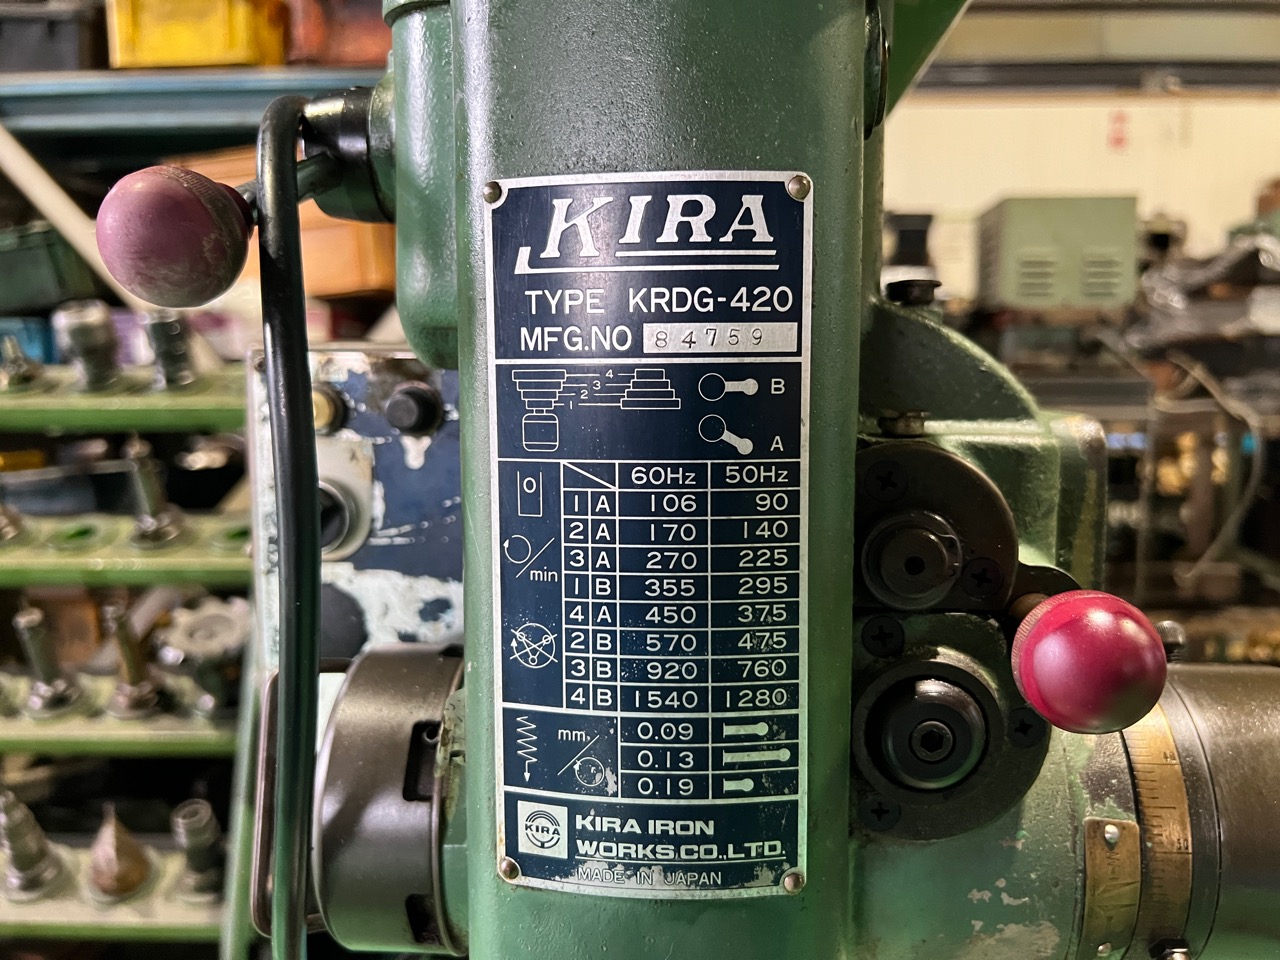 KIRA
TYPE KRDG-420
MFG.NO 84759
4
3
2
1
B
A
60Hz 50Hz
1 A 106 90
2 A 170 140
3 A 270 225
1 B 355 295
4 A 450 375
2 B 570 475
3 B 920 760
4 B 1540 1280
/min
mm/
0.09
0.13
0.19
KIRA
KIRA IRON
WORKS.CO.,LTD.
MADE IN JAPAN